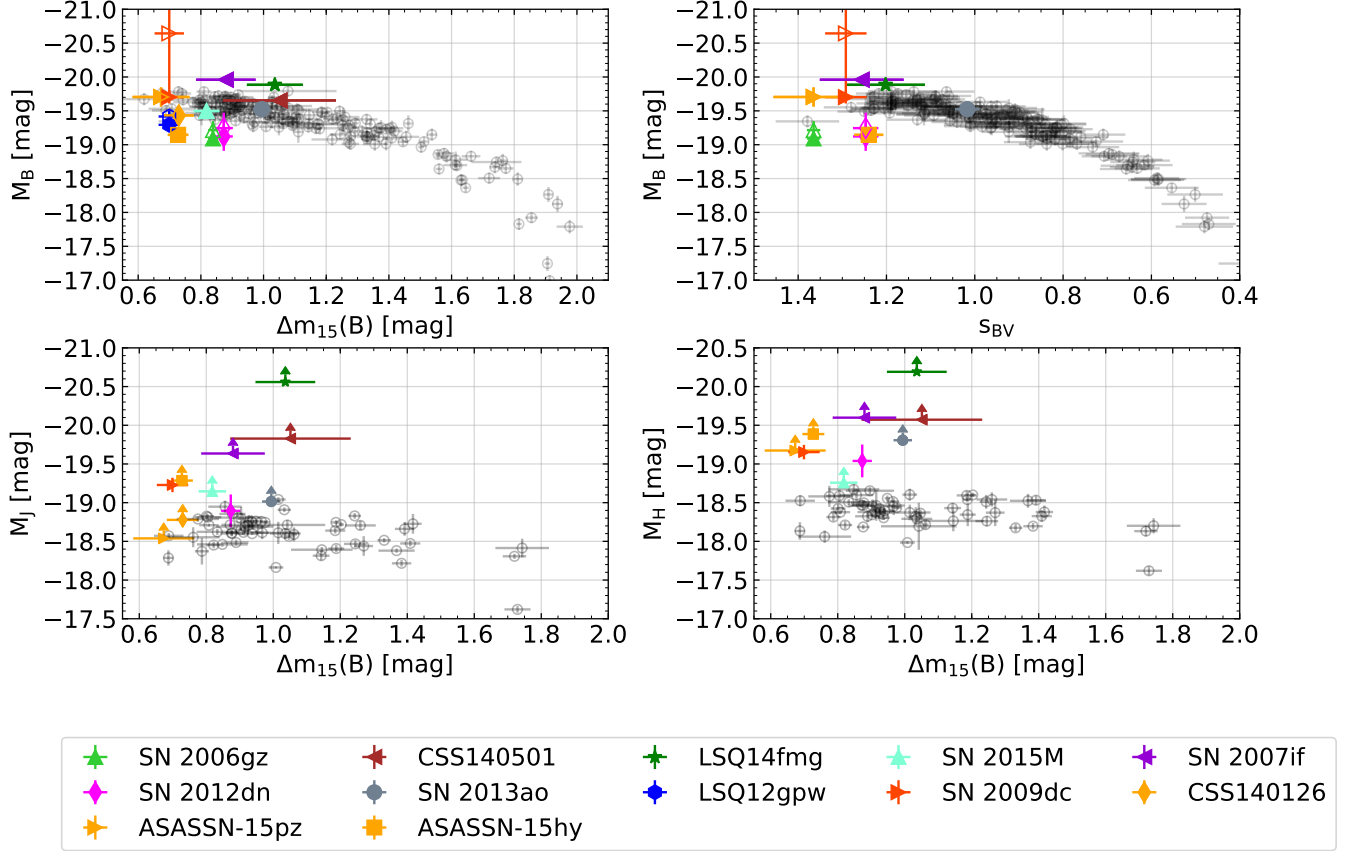 −21.0
−20.5
−20.0
−19.5
−19.0
−18.5
−18.0
−17.5
−17.0
M_B [mag]
0.6 0.8 1.0 1.2 1.4 1.6 1.8 2.0
Δm₁₅(B) [mag]
−21.0
−20.5
−20.0
−19.5
−19.0
−18.5
−18.0
−17.5
−17.0
M_B [mag]
1.4 1.2 1.0 0.8 0.6 0.4
s_BV
−21.0
−20.5
−20.0
−19.5
−19.0
−18.5
−18.0
−17.5
M_J [mag]
0.6 0.8 1.0 1.2 1.4 1.6 1.8 2.0
Δm₁₅(B) [mag]
−20.5
−20.0
−19.5
−19.0
−18.5
−18.0
−17.5
−17.0
M_H [mag]
0.6 0.8 1.0 1.2 1.4 1.6 1.8 2.0
Δm₁₅(B) [mag]
SN 2006gz CSS140501 LSQ14fmg SN 2015M SN 2007if
SN 2012dn SN 2013ao LSQ12gpw SN 2009dc CSS140126
ASASSN-15pz ASASSN-15hy